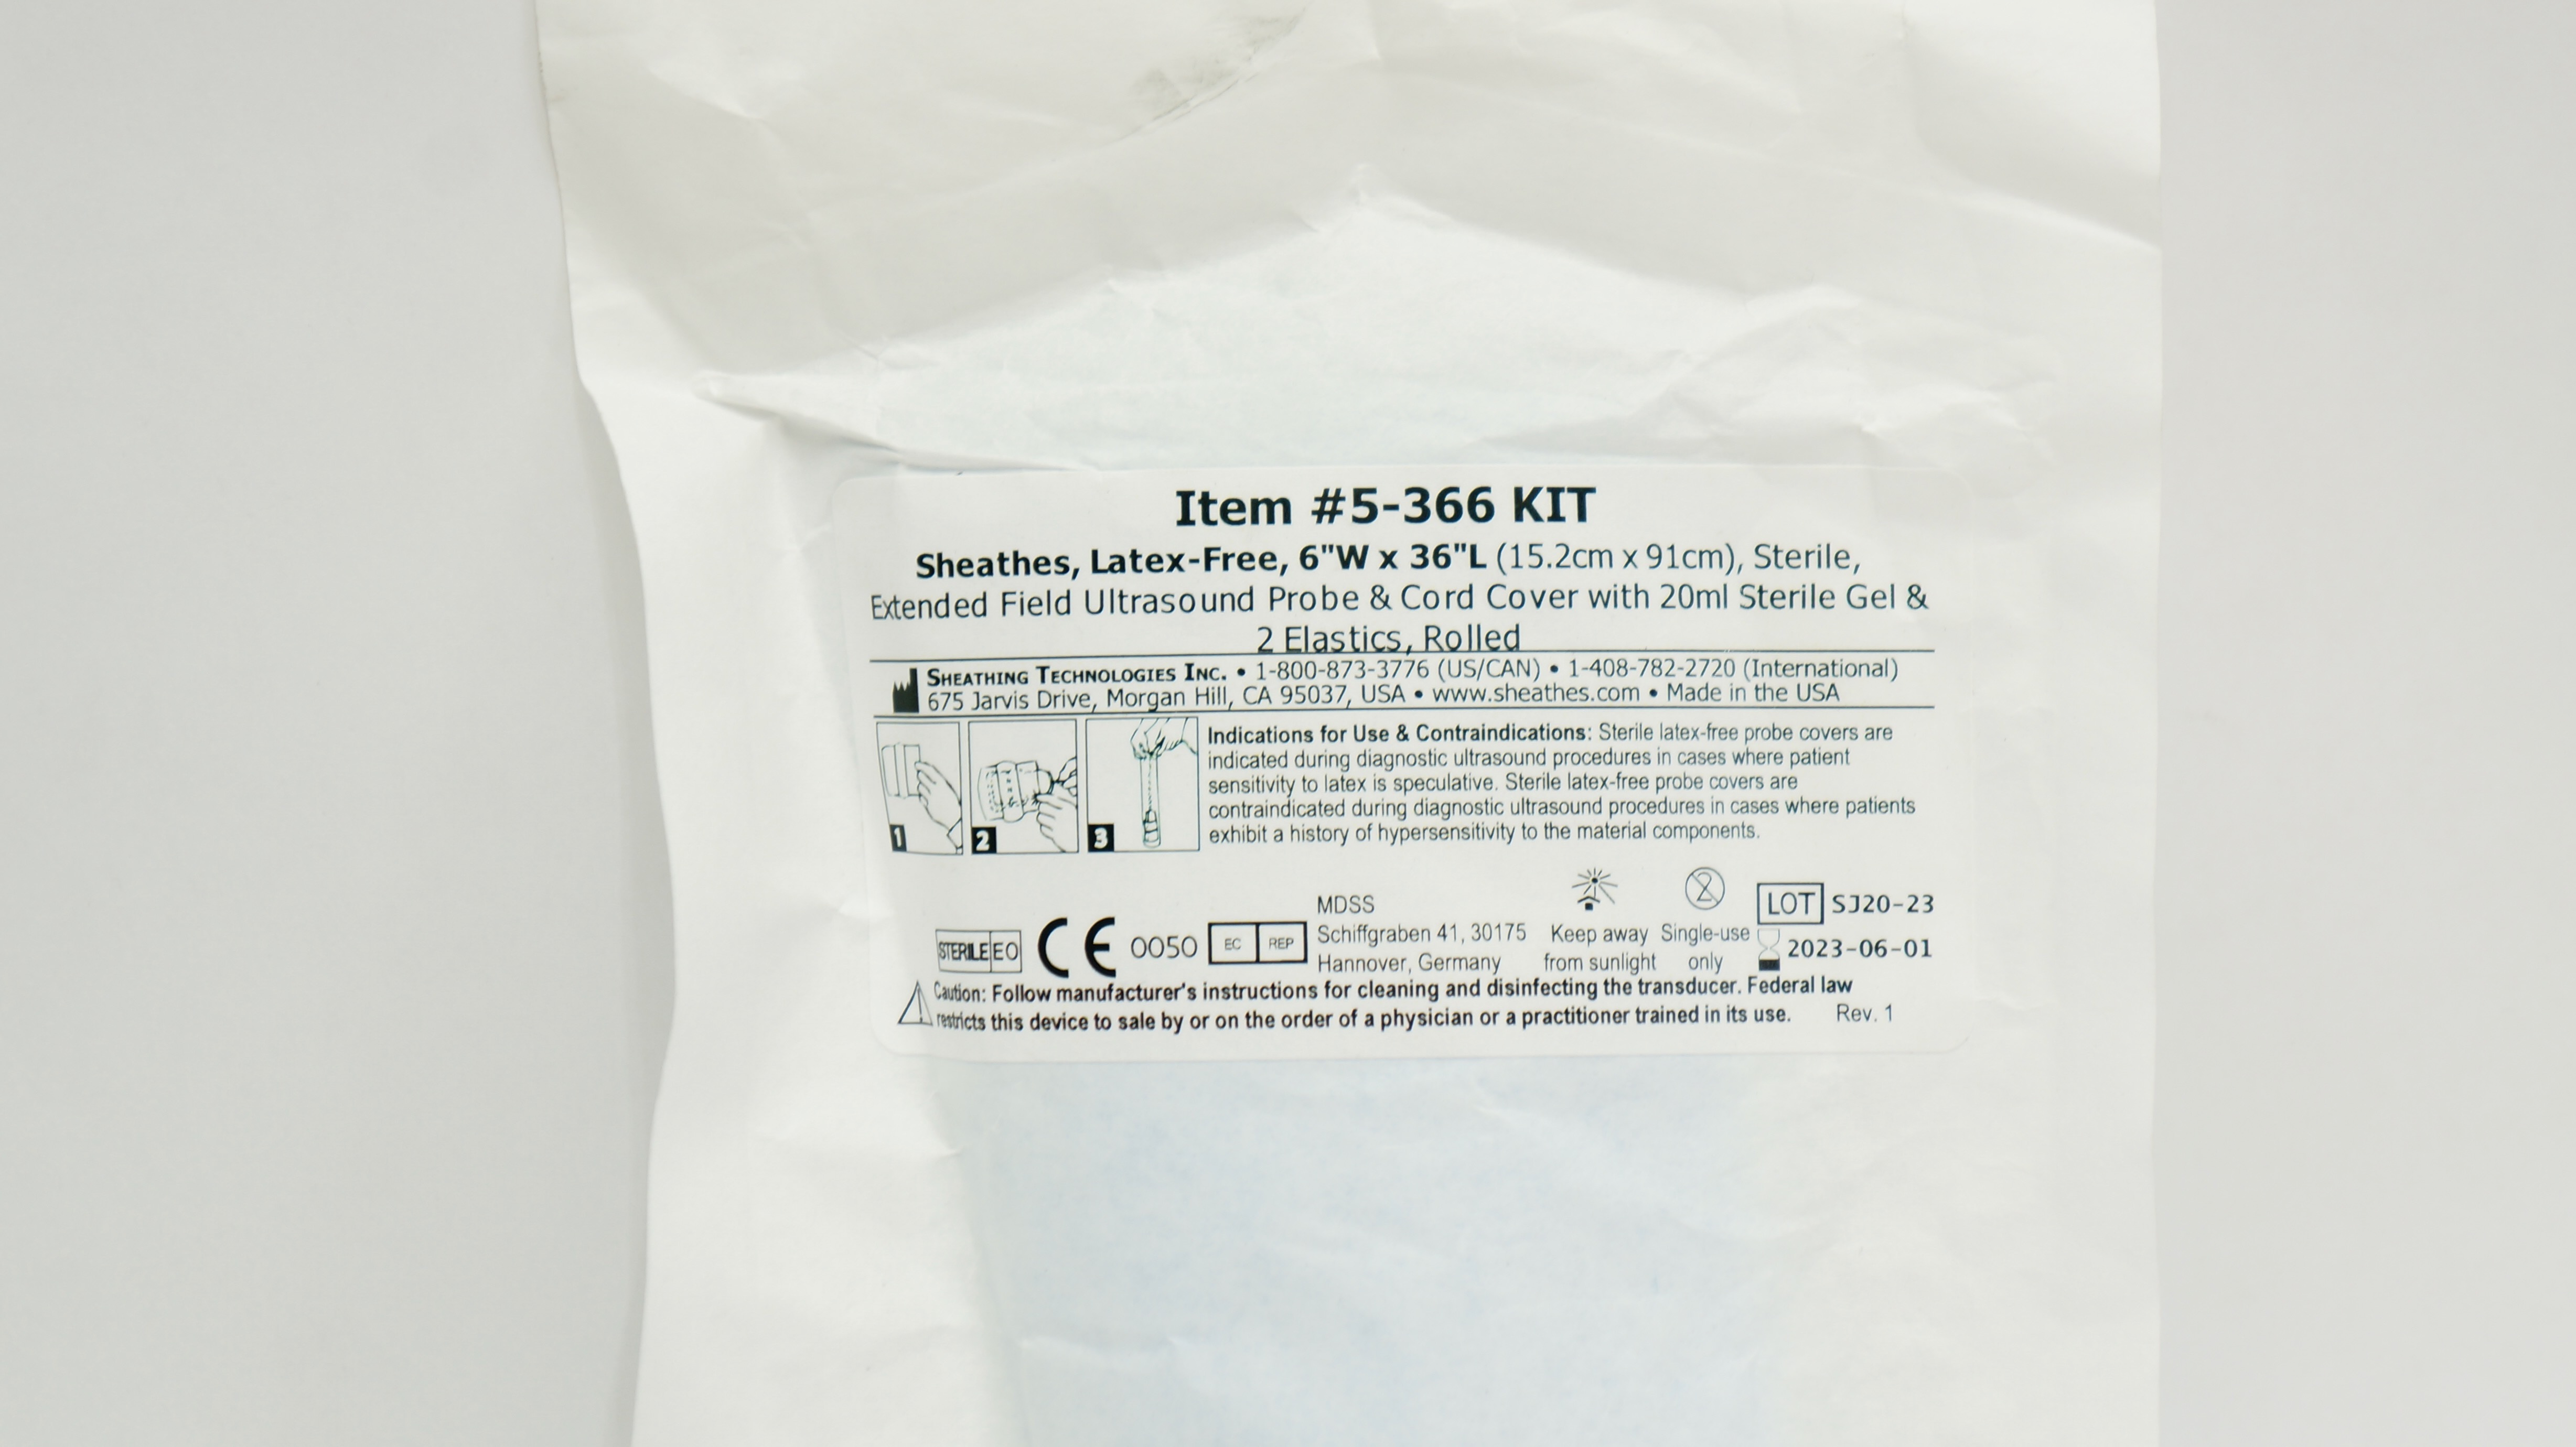 Item #5-366 KIT
Sheathes, Latex-Free, 6"W x 36"L (15.2cm x 91cm), Sterile,
Extended Field Ultrasound Probe & Cord Cover with 20ml Sterile Gel &
2 Elastics, Rolled
SHEATHING TECHNOLOGIES INC. • 1-800-873-3776 (US/CAN) • 1-408-782-2720 (International)
675 Jarvis Drive, Morgan Hill, CA 95037, USA • www.sheathes.com • Made in the USA
1
2
3
Indications for Use & Contraindications: Sterile latex-free probe covers are
indicated during diagnostic ultrasound procedures in cases where patient
sensitivity to latex is speculative. Sterile latex-free probe covers are
contraindicated during diagnostic ultrasound procedures in cases where patients
exhibit a history of hypersensitivity to the material components.
STERILE EO
CE 0050
EC REP
MDSS
Schiffgraben 41, 30175
Hannover, Germany
Keep away
from sunlight
2
Single-use
only
LOT SJ20-23
2023-06-01
Caution: Follow manufacturer's instructions for cleaning and disinfecting the transducer. Federal law
restricts this device to sale by or on the order of a physician or a practitioner trained in its use. Rev. 1